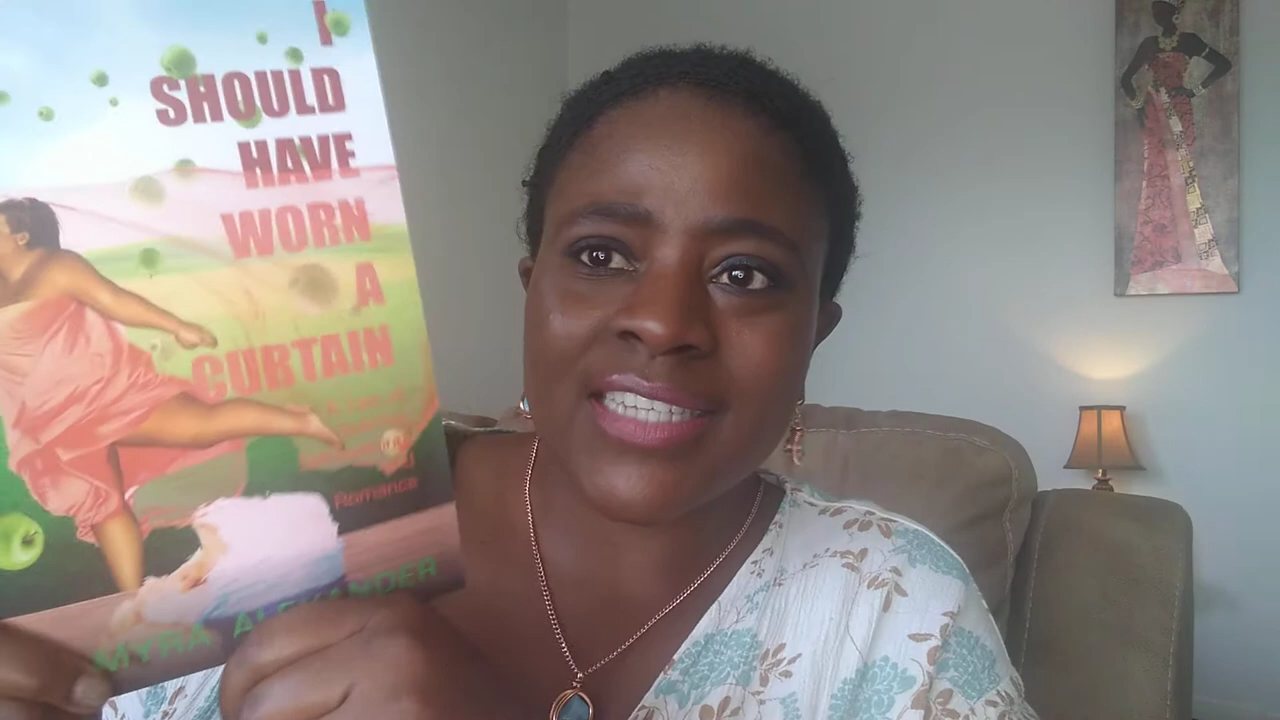 I
SHOULD
HAVE
WORN
A
CURTAIN
Romance
MYRA ALEXANDER